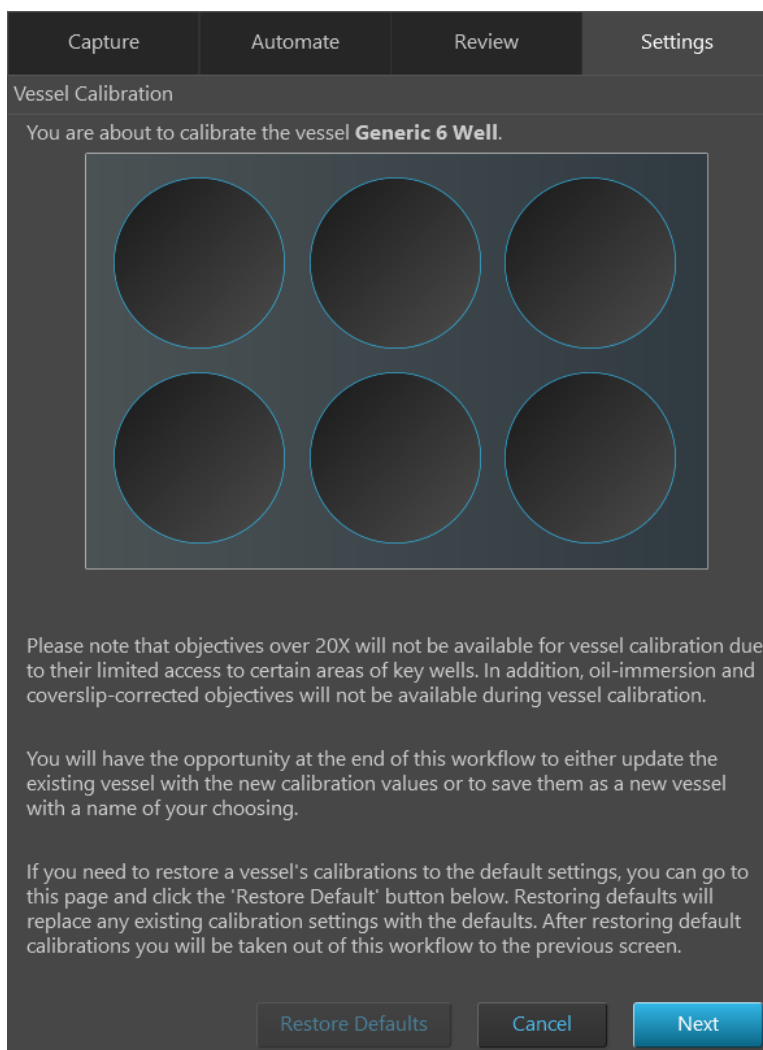 Capture Automate Review Settings
Vessel Calibration
You are about to calibrate the vessel Generic 6 Well.
Please note that objectives over 20X will not be available for vessel calibration due
to their limited access to certain areas of key wells. In addition, oil-immersion and
coverslip-corrected objectives will not be available during vessel calibration.
You will have the opportunity at the end of this workflow to either update the
existing vessel with the new calibration values or to save them as a new vessel
with a name of your choosing.
If you need to restore a vessel's calibrations to the default settings, you can go to
this page and click the 'Restore Default' button below. Restoring defaults will
replace any existing calibration settings with the defaults. After restoring default
calibrations you will be taken out of this workflow to the previous screen.
Restore Defaults Cancel Next